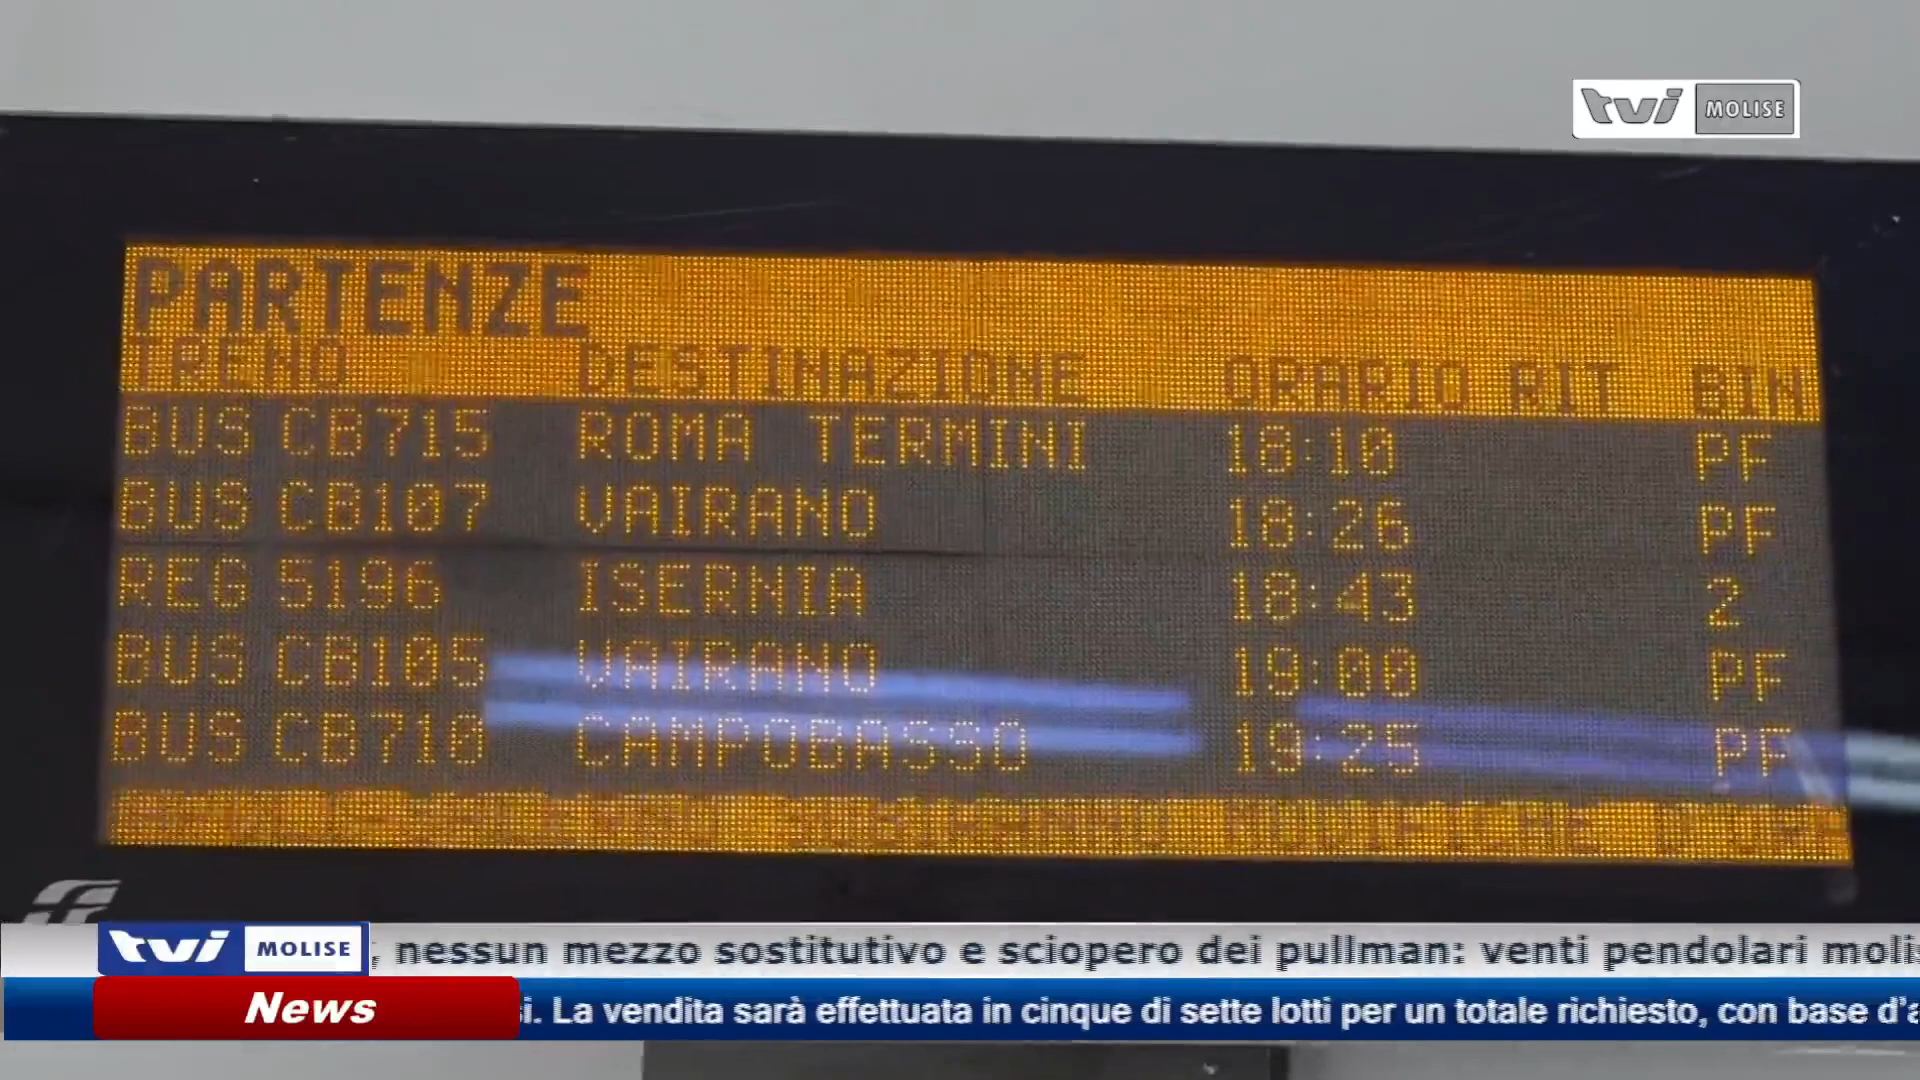 tvi MOLISE
PARTENZE
TRENO DESTINAZIONE ORARIO RIT BIN
BUS CB715 ROMA TERMINI 18:10 PF
BUS CB107 VAIRANO 18:26 PF
REG 5196 ISERNIA 18:43 2
BUS CB105 VAIRANO 19:00 PF
BUS CB710 CAMPOBASSO 19:25 PF
SUBIRANNO MODIFICHE
tvi MOLISE , nessun mezzo sostitutivo e sciopero dei pullman: venti pendolari molis
News si. La vendita sarà effettuata in cinque di sette lotti per un totale richiesto, con base d'a